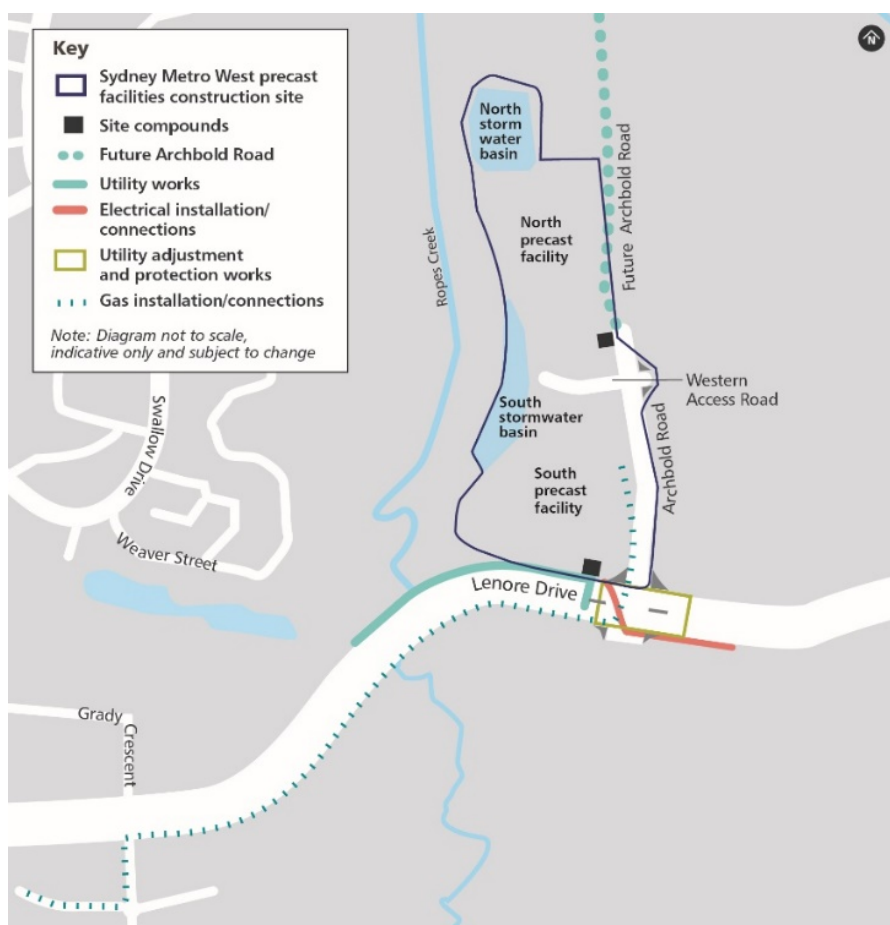 Key
Sydney Metro West precast
facilities construction site
Site compounds
Future Archbold Road
Utility works
Electrical installation/
connections
Utility adjustment
and protection works
Gas installation/connections
Note: Diagram not to scale,
indicative only and subject to change
N
North
storm
water
basin
North
precast
facility
Future Archbold Road
Ropes Creek
Western
Access Road
South
stormwater
basin
Archbold Road
South
precast
facility
Swallow Drive
Weaver Street
Lenore Drive
Grady
Crescent